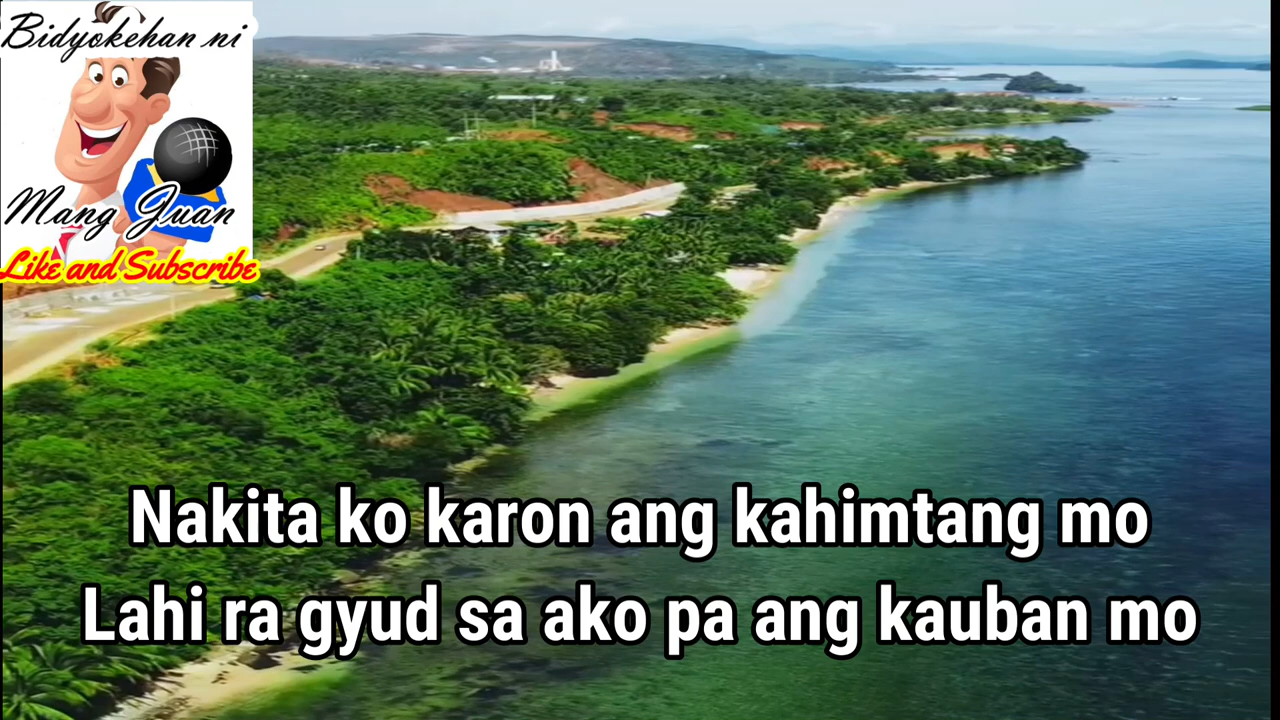 Bidyokehan ni
Mang Juan
Like and Subscribe
Nakita ko karon ang kahimtang mo
Lahi ra gyud sa ako pa ang kauban mo